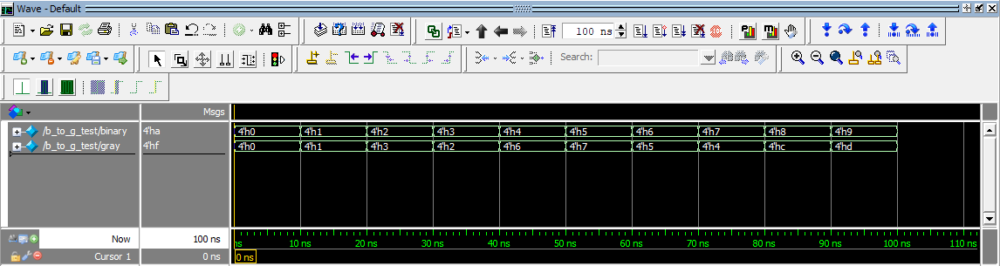 Wave - Default
100 ns
Search:
Msgs
/b_to_g_test/binary 4'ha 4'h0 4'h1 4'h2 4'h3 4'h4 4'h5 4'h6 4'h7 4'h8 4'h9
/b_to_g_test/gray 4'hf 4'h0 4'h1 4'h3 4'h2 4'h6 4'h7 4'h5 4'h4 4'hc 4'hd
Now 100 ns ns 10 ns 20 ns 30 ns 40 ns 50 ns 60 ns 70 ns 80 ns 90 ns 100 ns 110 ns
Cursor 1 0 ns 0 ns